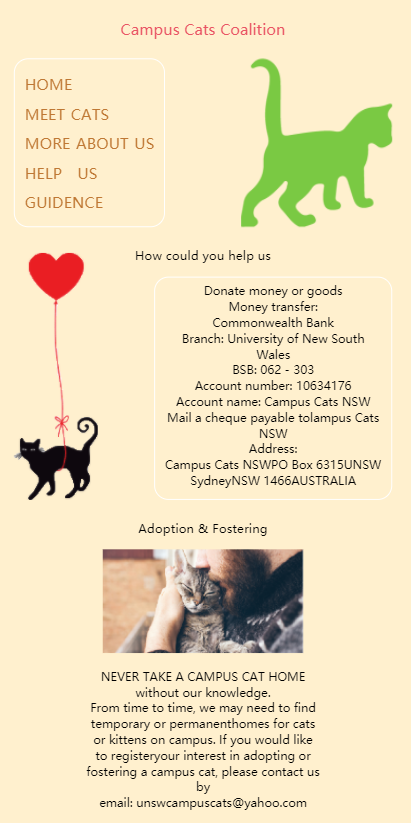 Campus Cats Coalition
HOME
MEET CATS
MORE ABOUT US
HELP US
GUIDENCE
How could you help us
Donate money or goods
Money transfer:
Commonwealth Bank
Branch: University of New South
Wales
BSB: 062 - 303
Account number: 10634176
Account name: Campus Cats NSW
Mail a cheque payable tolampus Cats
NSW
Address:
Campus Cats NSWPO Box 6315UNSW
SydneyNSW 1466AUSTRALIA
Adoption & Fostering
NEVER TAKE A CAMPUS CAT HOME
without our knowledge.
From time to time, we may need to find
temporary or permanenthomes for cats
or kittens on campus. If you would like
to registeryour interest in adopting or
fostering a campus cat, please contact us
by
email: unswcampuscats@yahoo.com